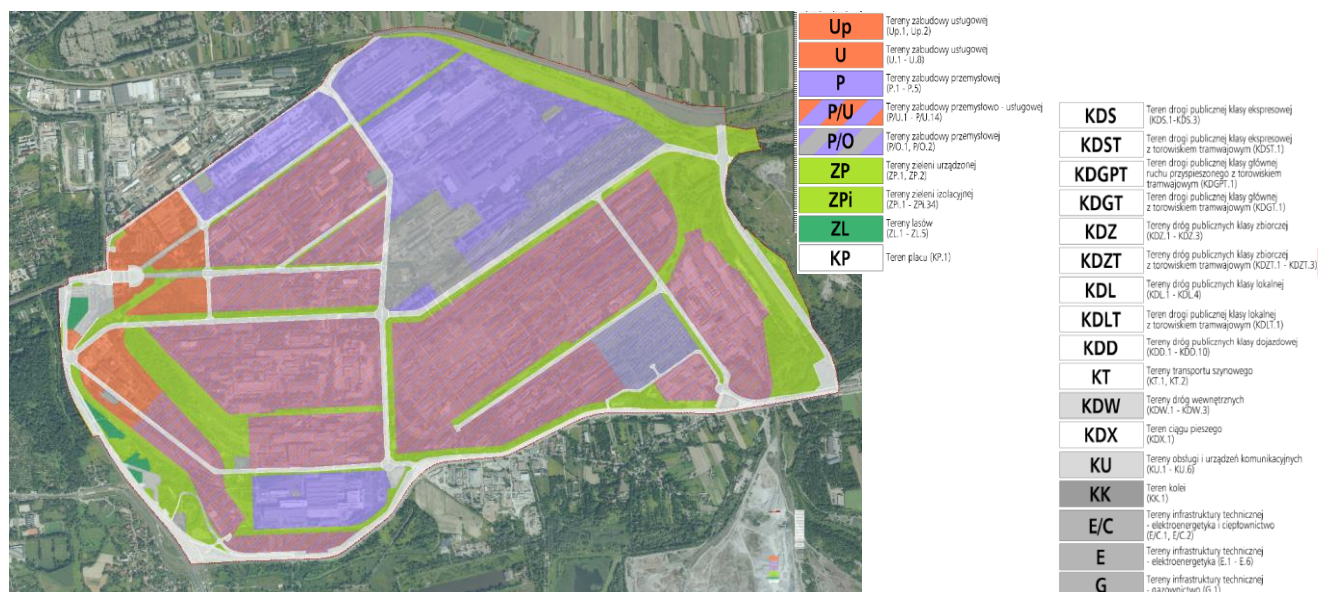 Up
Tereny zabudowy usługowej
(Up.1, Up.2)
U
Tereny zabudowy usługowej
(U.1 - U.8)
P
Tereny zabudowy przemysłowej
(P.1 - P.5)
P/U
Tereny zabudowy przemysłowo - usługowej
(P/U.1 - P/U.14)
P/O
Tereny zabudowy przemysłowej
(P/O.1, P/O.2)
ZP
Tereny zieleni urządzonej
(ZP.1, ZP.2)
ZPi
Tereny zieleni izolacyjnej
(ZPi.1 - ZPi.34)
ZL
Tereny lasów
(ZL.1 - ZL.5)
KP
Teren placu (KP.1)
KDS
Teren drogi publicznej klasy ekspresowej
(KDS.1-KDS.3)
KDST
Teren drogi publicznej klasy ekspresowej
z torowiskiem tramwajowym (KDST.1)
KDGPT
Teren drogi publicznej klasy głównej
ruchu przyspieszonego z torowiskiem
tramwajowym (KDGPT.1)
KDGT
Teren drogi publicznej klasy głównej
z torowiskiem tramwajowym (KDGT.1)
KDZ
Tereny dróg publicznych klasy zbiorczej
(KDZ.1 - KDZ.3)
KDZT
Tereny dróg publicznych klasy zbiorczej
z torowiskiem tramwajowym (KDZT.1 - KDZT.3)
KDL
Tereny dróg publicznych klasy lokalnej
(KDL.1 - KDL.4)
KDLT
Teren drogi publicznej klasy lokalnej
z torowiskiem tramwajowym (KDLT.1)
KDD
Tereny dróg publicznych klasy dojazdowej
(KDD.1 - KDD.10)
KT
Tereny transportu szynowego
(KT.1, KT.2)
KDW
Tereny dróg wewnętrznych
(KDW.1 - KDW.3)
KDX
Teren ciągu pieszego
(KDX.1)
KU
Tereny obsługi i urządzeń komunikacyjnych
(KU.1 - KU.6)
KK
Teren kolei
(KK.1)
E/C
Tereny infrastruktury technicznej
- elektroenergetyka i ciepłownictwo
(E/C.1, E/C.2)
E
Tereny infrastruktury technicznej
- elektroenergetyka (E.1 - E.6)
G
Tereny infrastruktury technicznej
- gazownictwo (G.1)